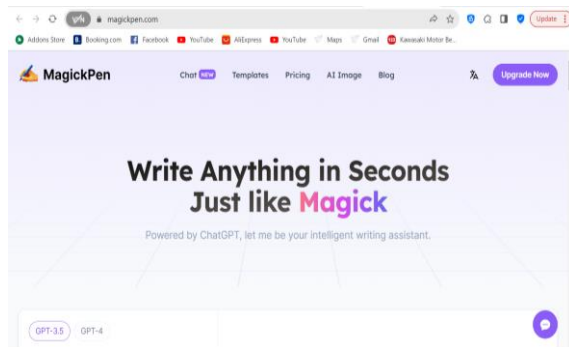 magickpen.com
Update
Addons Store Booking.com Facebook YouTube AliExpress YouTube Maps Gmail Kawasaki Motor Be...
MagickPen Chat NEW Templates Pricing AI Image Blog Upgrade Now
Write Anything in Seconds
Just like Magick
Powered by ChatGPT, let me be your intelligent writing assistant.
GPT-3.5 GPT-4